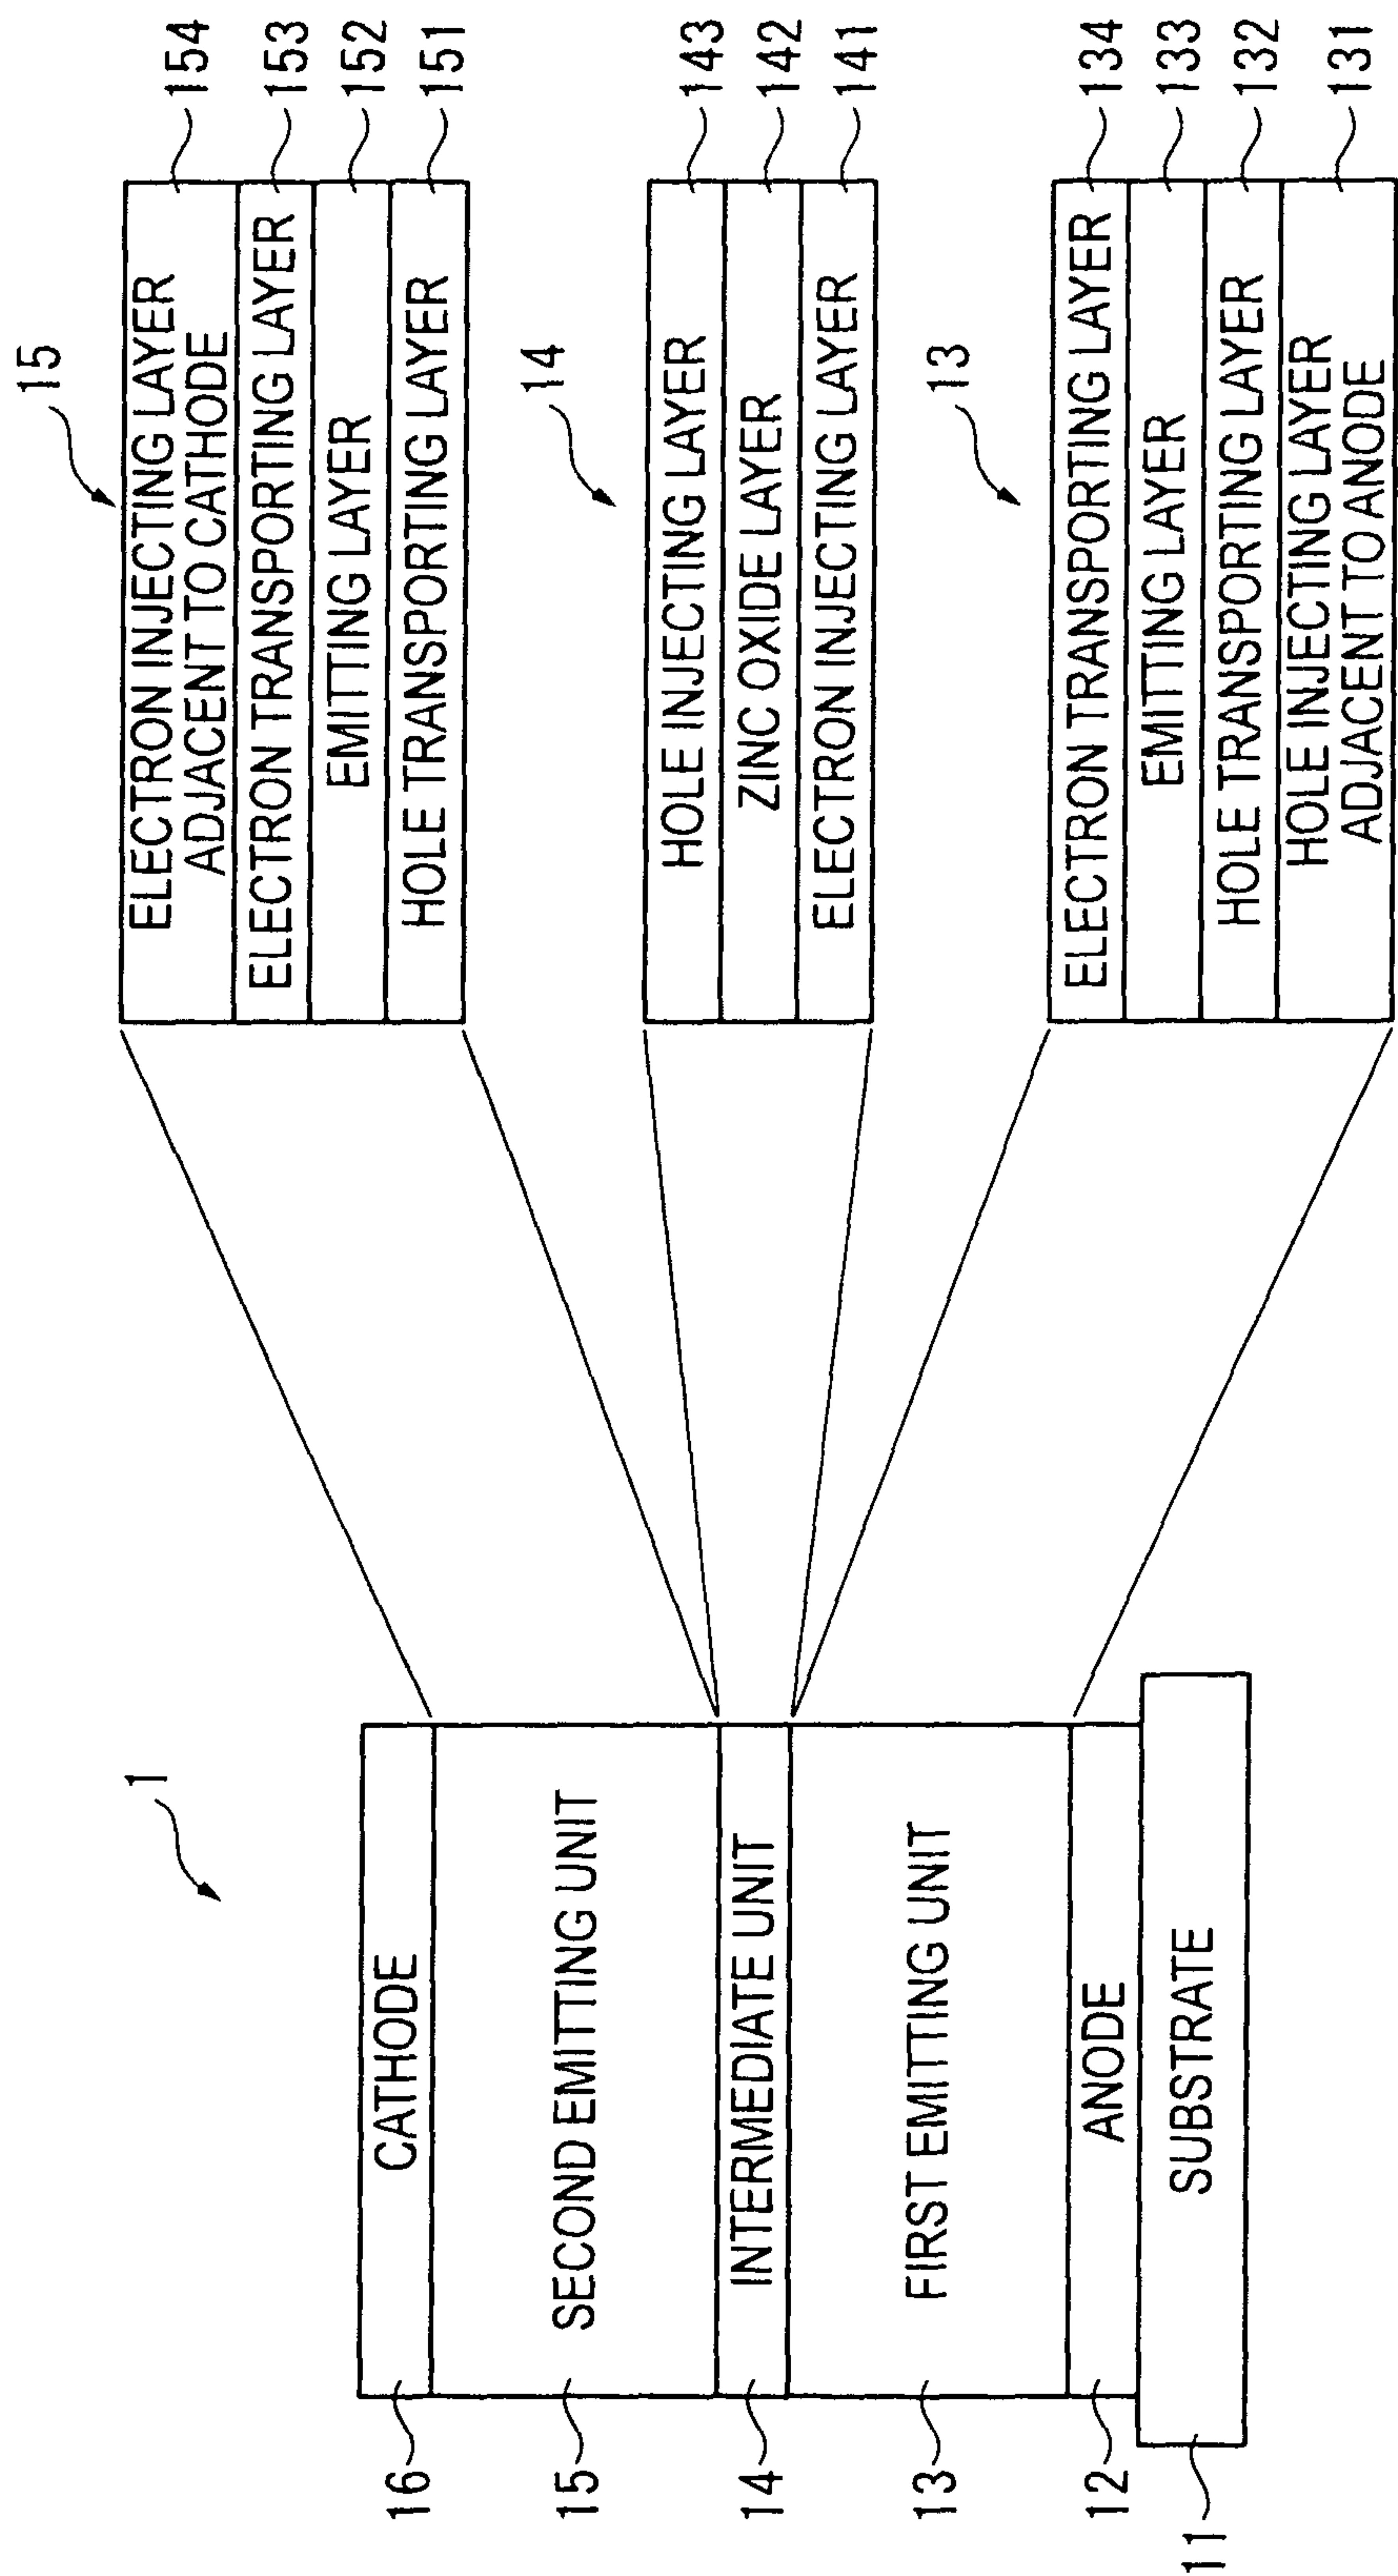 1
CATHODE
SECOND EMITTING UNIT
INTERMEDIATE UNIT
FIRST EMITTING UNIT
ANODE
SUBSTRATE
16
15
14
13
12
11
15
ELECTRON INJECTING LAYER
ADJACENT TO CATHODE
ELECTRON TRANSPORTING LAYER
EMITTING LAYER
HOLE TRANSPORTING LAYER
154
153
152
151
14
HOLE INJECTING LAYER
ZINC OXIDE LAYER
ELECTRON INJECTING LAYER
143
142
141
13
ELECTRON TRANSPORTING LAYER
EMITTING LAYER
HOLE TRANSPORTING LAYER
HOLE INJECTING LAYER
ADJACENT TO ANODE
134
133
132
131